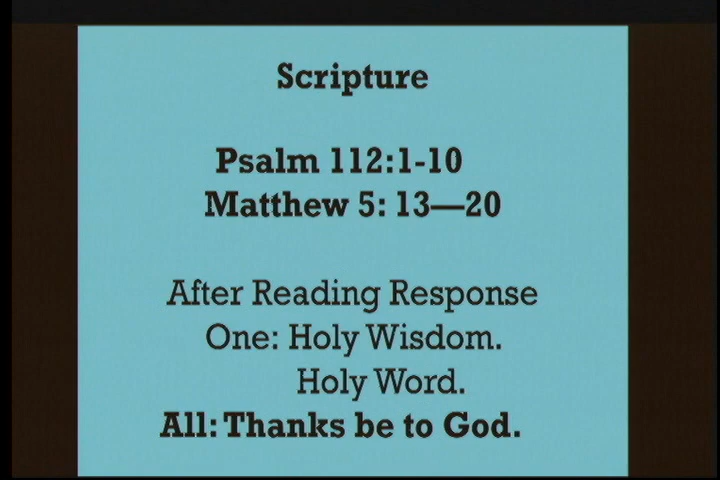 Scripture
Psalm 112:1-10
Matthew 5: 13—20
After Reading Response
One: Holy Wisdom.
Holy Word.
All: Thanks be to God.